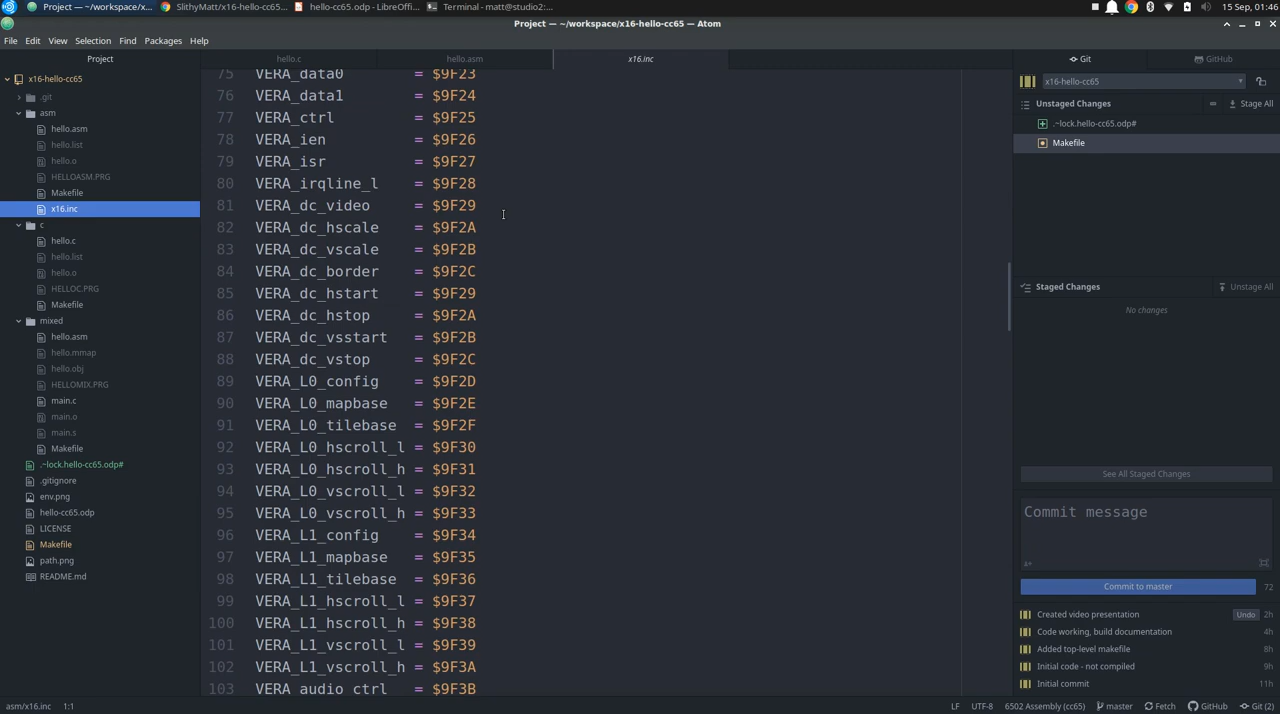 Project — ~/workspace/x16-h...
SlithyMatt/x16-hello-cc65...
hello-cc65.odp — LibreOffi...
Terminal - matt@studio2:...
15 Sep, 01:46
Project — ~/workspace/x16-hello-cc65 — Atom
File Edit View Selection Find Packages Help
Project
hello.c
hello.asm
x16.inc
Git
GitHub
x16-hello-cc65
.git
asm
hello.asm
hello.list
hello.o
HELLOASM.PRG
Makefile
x16.inc
c
hello.c
hello.list
hello.o
HELLOC.PRG
Makefile
mixed
hello.asm
hello.mmap
hello.obj
HELLOMIX.PRG
main.c
main.o
main.s
Makefile
.~lock.hello-cc65.odp#
.gitignore
env.png
hello-cc65.odp
LICENSE
Makefile
path.png
README.md
75 VERA_data0 = $9F23
76 VERA_data1 = $9F24
77 VERA_ctrl = $9F25
78 VERA_ien = $9F26
79 VERA_isr = $9F27
80 VERA_irqline_l = $9F28
81 VERA_dc_video = $9F29
82 VERA_dc_hscale = $9F2A
83 VERA_dc_vscale = $9F2B
84 VERA_dc_border = $9F2C
85 VERA_dc_hstart = $9F29
86 VERA_dc_hstop = $9F2A
87 VERA_dc_vsstart = $9F2B
88 VERA_dc_vstop = $9F2C
89 VERA_L0_config = $9F2D
90 VERA_L0_mapbase = $9F2E
91 VERA_L0_tilebase = $9F2F
92 VERA_L0_hscroll_l = $9F30
93 VERA_L0_hscroll_h = $9F31
94 VERA_L0_vscroll_l = $9F32
95 VERA_L0_vscroll_h = $9F33
96 VERA_L1_config = $9F34
97 VERA_L1_mapbase = $9F35
98 VERA_L1_tilebase = $9F36
99 VERA_L1_hscroll_l = $9F37
100 VERA_L1_hscroll_h = $9F38
101 VERA_L1_vscroll_l = $9F39
102 VERA_L1_vscroll_h = $9F3A
103 VERA_audio_ctrl = $9F3B
x16-hello-cc65
Unstaged Changes
Stage All
.~lock.hello-cc65.odp#
Makefile
Staged Changes
Unstage All
No changes
See All Staged Changes
Commit message
Commit to master
72
Created video presentation Undo 2h
Code working, build documentation 4h
Added top-level makefile 8h
Initial code - not compiled 9h
Initial commit 11h
asm/x16.inc 1:1
LF UTF-8 6502 Assembly (cc65) master Fetch GitHub Git (2)